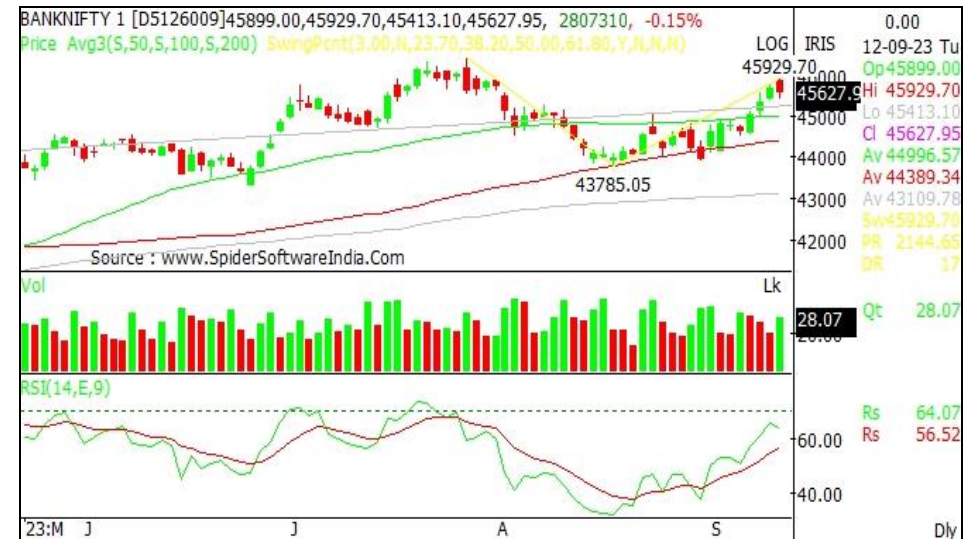 BANKNIFTY 1 [D5126009]45899.00,45929.70,45413.10,45627.95, 2807310, -0.15%
Price Avg3(S,50,S,100,S,200) SwingPcnt(3.00,N,23.70,38.20,50.00,61.80,Y,N,N,N)
LOG
IRIS
0.00
12-09-23 Tu
Op45899.00
Hi 45929.70
Lo 45413.10
Cl 45627.95
Av 44996.57
Av 44389.34
Av 43109.78
Sw45929.70
PR 2144.65
DR 17
45929.70
45627.9
45000
44000
43000
42000
43785.05
Source : www.SpiderSoftwareIndia.Com
Vol
Lk
28.07
Qt 28.07
RSI(14,E,9)
60.00
40.00
Rs 64.07
Rs 56.52
'23:M J J A S
Dly